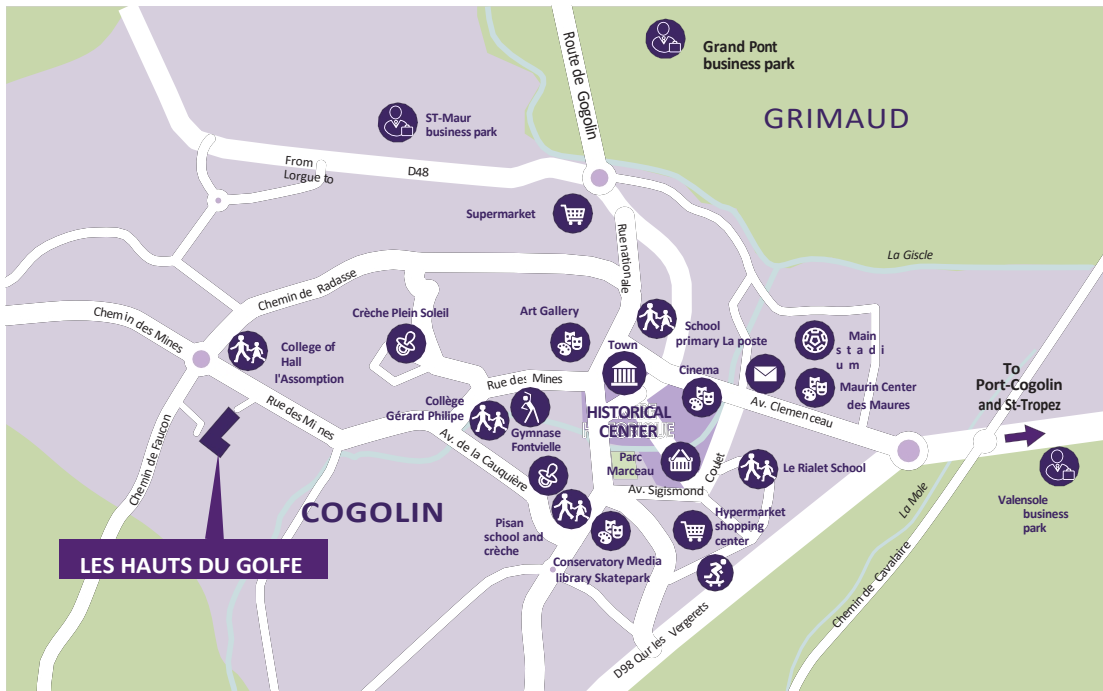 Route de Gogolin
Grand Pont
business park
GRIMAUD
ST-Maur
business park
From
Lorgue to
D48
Supermarket
Rue nationale
La Giscle
Chemin de Radasse
Chemin des Mines
Crèche Plein Soleil
Art Gallery
School
primary La poste
Main
s t a d i
u m
College of
Hall
l'Assomption
Town
Cinema
To
Port-Cogolin
and St-Tropez
Rue des Mines
Maurin Center
des Maures
Rue des Mines
Collège
Gérard Philipe
HISTORICAL
CENTER
Av. Clemenceau
Gymnase
Fontvielle
Chemin de Faucon
Av. de la Cauquière
Parc
Marceau
Av. Sigismond Coulet
Le Rialet School
La Mole
Valensole
business
park
COGOLIN
Pisan
school and
crèche
Hypermarket
shopping
center
LES HAUTS DU GOLFE
Conservatory Media
library Skatepark
Chemin de Cavalaire
D98 Qur les Vergerets